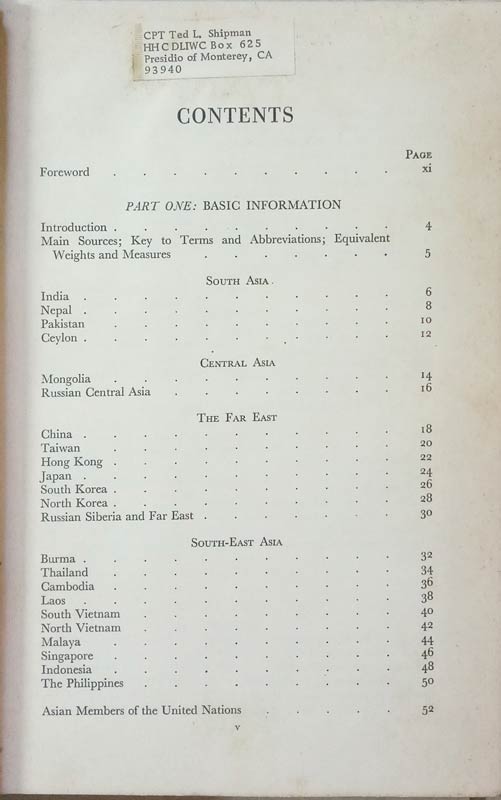 CPT Ted L. Shipman
HHC DLIWC Box 625
Presidio of Monterey, CA
93940
CONTENTS
PAGE
Foreword . . . . . . . . . . xi
PART ONE: BASIC INFORMATION
Introduction . . . . . . . . . . 4
Main Sources; Key to Terms and Abbreviations; Equivalent
Weights and Measures . . . . . . . 5
SOUTH ASIA
India . . . . . . . . . . . 6
Nepal . . . . . . . . . . . 8
Pakistan . . . . . . . . . . 10
Ceylon . . . . . . . . . . . 12
CENTRAL ASIA
Mongolia . . . . . . . . . . 14
Russian Central Asia . . . . . . . . 16
THE FAR EAST
China . . . . . . . . . . . 18
Taiwan . . . . . . . . . . 20
Hong Kong . . . . . . . . . . 22
Japan . . . . . . . . . . . 24
South Korea . . . . . . . . . . 26
North Korea . . . . . . . . . . 28
Russian Siberia and Far East . . . . . . . 30
SOUTH-EAST ASIA
Burma . . . . . . . . . . . 32
Thailand . . . . . . . . . . 34
Cambodia . . . . . . . . . . 36
Laos . . . . . . . . . . . 38
South Vietnam . . . . . . . . . 40
North Vietnam . . . . . . . . . 42
Malaya . . . . . . . . . . 44
Singapore . . . . . . . . . . 46
Indonesia . . . . . . . . . . 48
The Philippines . . . . . . . . . 50
Asian Members of the United Nations . . . . . 52
v